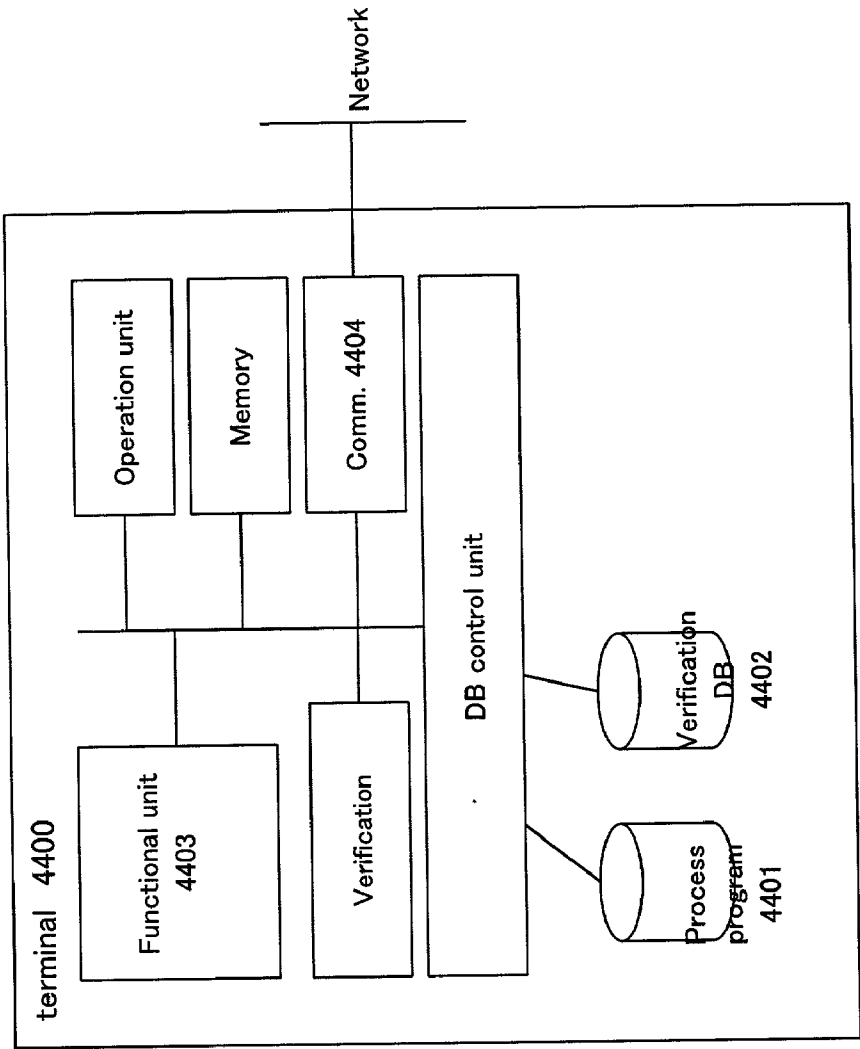 terminal 4400
Functional unit
4403
Operation unit
Memory
Verification
Comm. 4404
Network
DB control unit
Process
program
4401
Verification
DB
4402